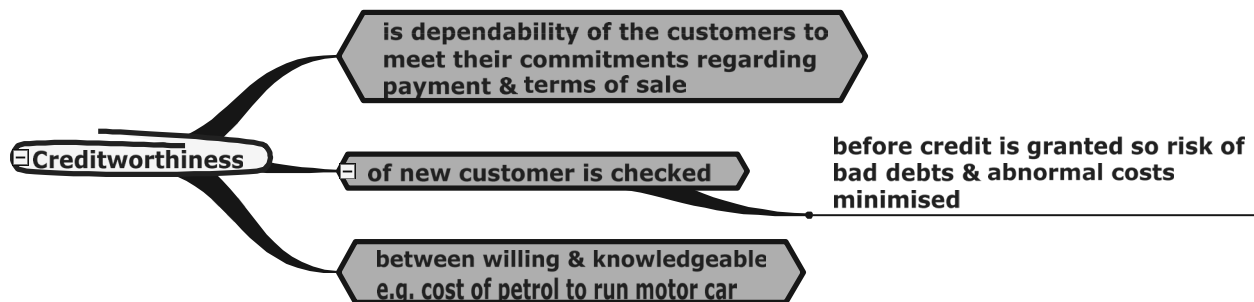 Creditworthiness
is dependability of the customers to
meet their commitments regarding
payment & terms of sale
of new customer is checked
before credit is granted so risk of
bad debts & abnormal costs
minimised
between willing & knowledgeable
e.g. cost of petrol to run motor car